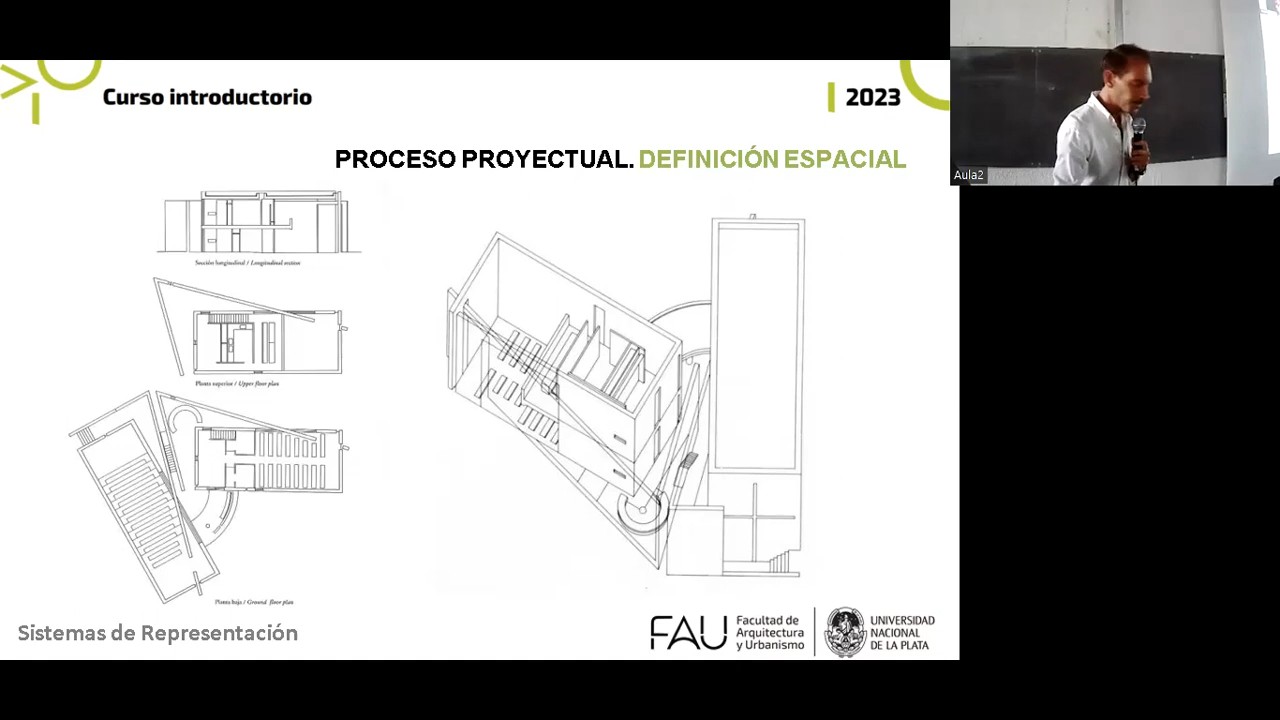 Curso introductorio
2023
PROCESO PROYECTUAL. DEFINICIÓN ESPACIAL
Aula2
Sección longitudinal / Longitudinal section
Planta superior / Upper floor plan
Planta baja / Ground floor plan
Sistemas de Representación
FAU
Facultad de
Arquitectura
y Urbanismo
UNIVERSIDAD
NACIONAL
DE LA PLATA